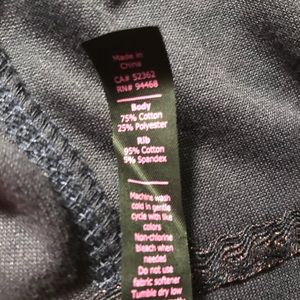 Made in
China
CA# 52362
RN# 94468
Body
75% Cotton
25% Polyester
Rib
95% Cotton
5% Spandex
Machine wash
cold in gentle
cycle with like
colors
Non-chlorine
bleach when
needed
Do not use
fabric softener
Tumble dry low